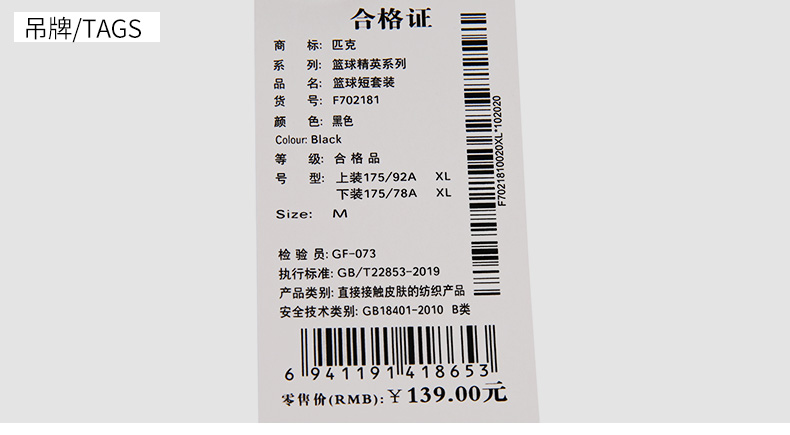 吊牌/TAGS
合格证
商 标: 匹克
系 列: 篮球精英系列
品 名: 篮球短套装
货 号: F702181
颜 色: 黑色
Colour: Black
等 级: 合格品
号 型: 上装175/92A XL
下装175/78A XL
Size: M
检验员: GF-073
执行标准: GB/T22853-2019
产品类别: 直接接触皮肤的纺织产品
安全技术类别: GB18401-2010 B类
F7021810020XL*102020
6 941191 418653
零售价(RMB): ¥ 139.00元